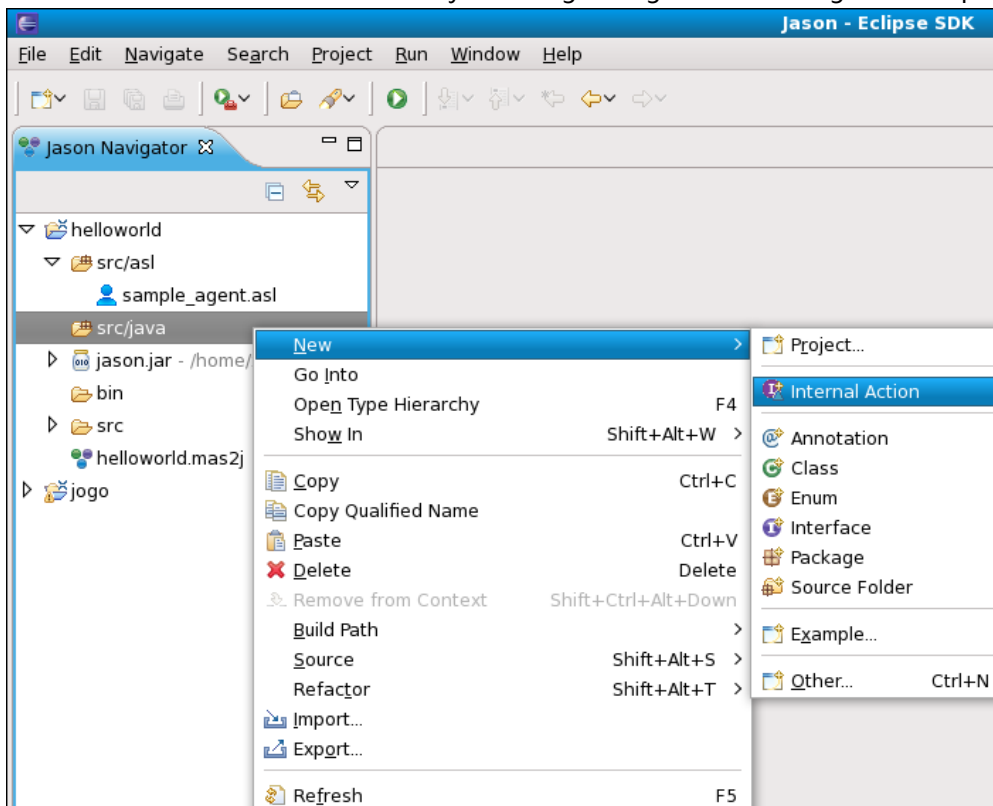 Jason - Eclipse SDK
File Edit Navigate Search Project Run Window Help
Jason Navigator
helloworld
src/asl
sample_agent.asl
src/java
jason.jar - /home/
bin
src
helloworld.mas2j
jogo
New
Go Into
Open Type Hierarchy F4
Show In Shift+Alt+W
Copy Ctrl+C
Copy Qualified Name
Paste Ctrl+V
Delete Delete
Remove from Context Shift+Ctrl+Alt+Down
Build Path
Source Shift+Alt+S
Refactor Shift+Alt+T
Import...
Export...
Refresh F5
Project...
Internal Action
Annotation
Class
Enum
Interface
Package
Source Folder
Example...
Other... Ctrl+N